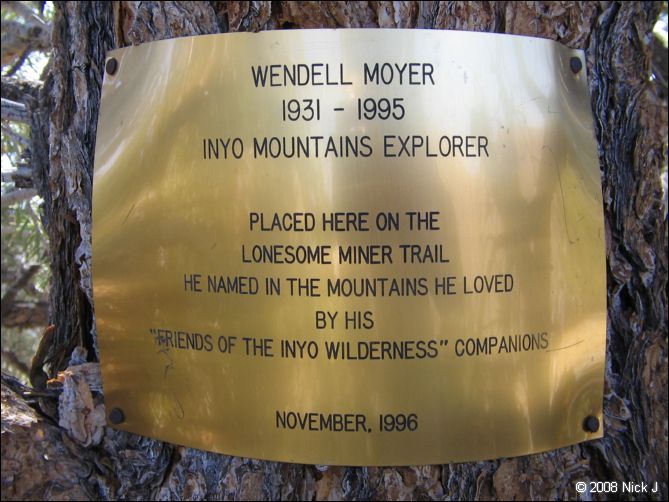 WENDELL MOYER
1931 - 1995
INYO MOUNTAINS EXPLORER
PLACED HERE ON THE
LONESOME MINER TRAIL
HE NAMED IN THE MOUNTAINS HE LOVED
BY HIS
"FRIENDS OF THE INYO WILDERNESS" COMPANIONS
NOVEMBER, 1996
© 2008 Nick J